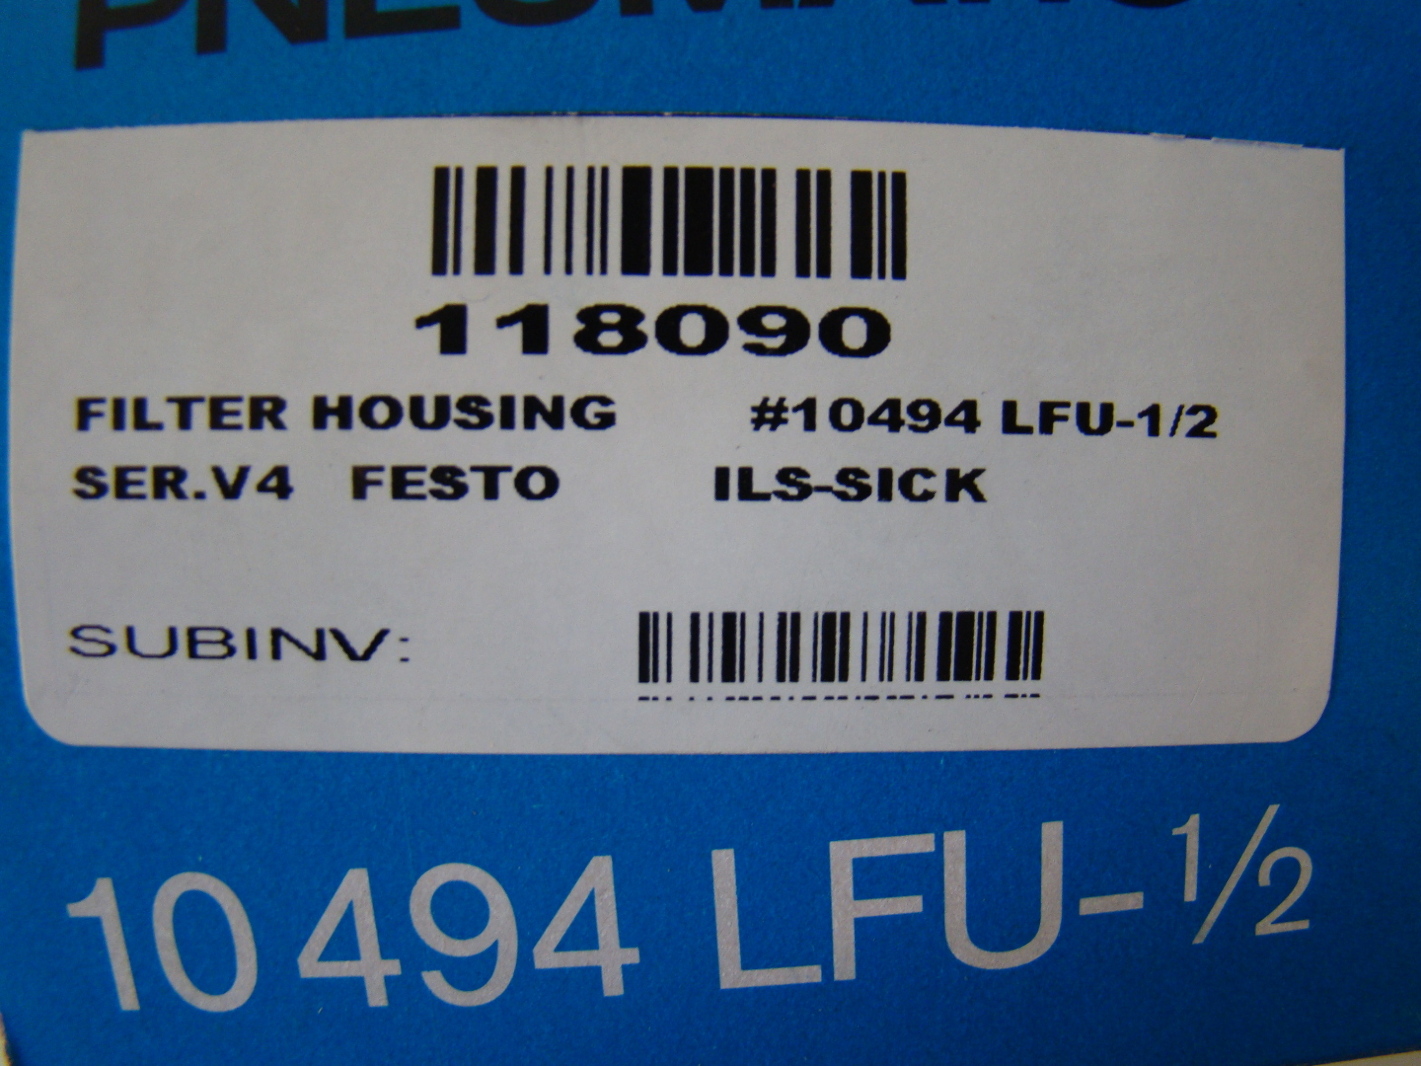 118090
FILTER HOUSING #10494 LFU-1/2
SER.V4 FESTO ILS-SICK
SUBINV:
10 494 LFU-1/2